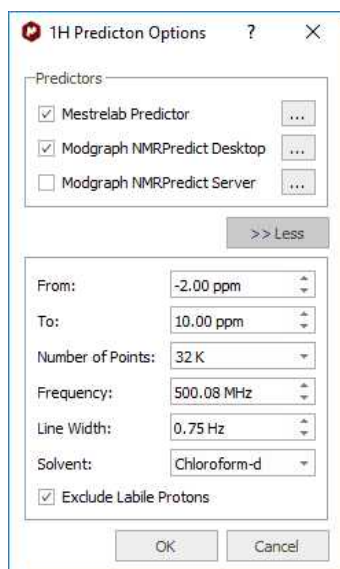 1H Predicton Options ? X
Predictors
Mestrelab Predictor ...
Modgraph NMRPredict Desktop ...
Modgraph NMRPredict Server ...
>> Less
From: -2.00 ppm
To: 10.00 ppm
Number of Points: 32 K
Frequency: 500.08 MHz
Line Width: 0.75 Hz
Solvent: Chloroform-d
Exclude Labile Protons
OK Cancel